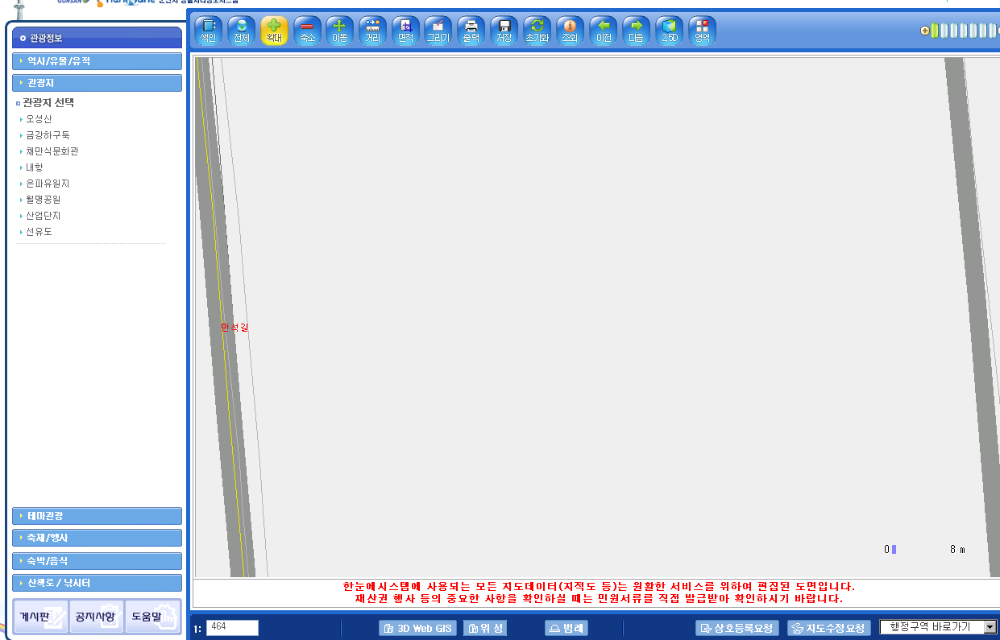 관광정보
역사/유물/유적
관광지
관광지 선택
오성산
금강하구둑
채만식문화관
내항
은파유원지
월명공원
산업단지
선유도
테마관광
축제/행사
숙박/음식
산책로 / 낚시터
게시판 공지사항 도움말
색인 전체 확대 축소 이동 거리 면적 그리기 출력 저장 초기화 조회 이전 다음 2.5D 영역
만석길
0 8 m
한눈에시스템에 사용되는 모든 지도데이터(지적도 등)는 원활한 서비스를 위하여 편집된 도면입니다.
재산권 행사 등의 중요한 사항을 확인하실 때는 민원서류를 직접 발급받아 확인하시기 바랍니다.
1: 464 3D Web GIS 위 성 범례 상호등록요청 지도수정요청 행정구역 바로가기